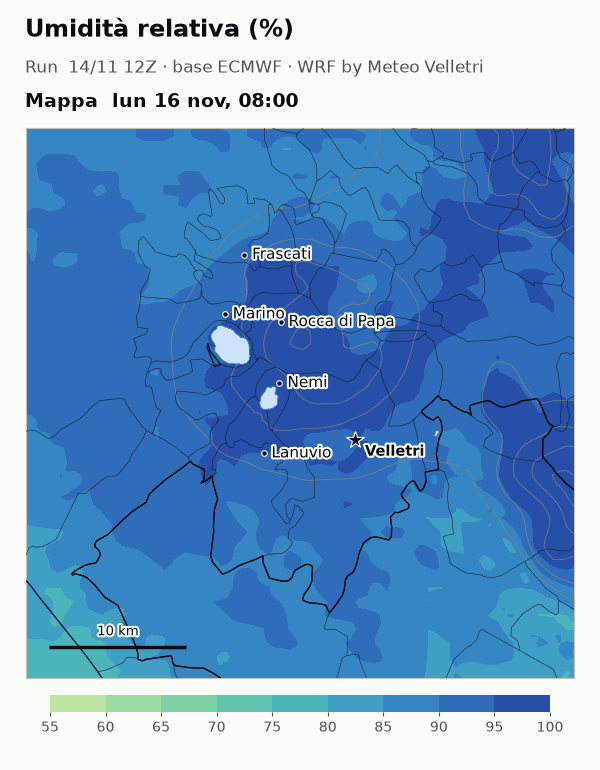 Umidità relativa (%)
Run  14/11 12Z · base ECMWF · WRF by Meteo Velletri
Mappa  lun 16 nov, 08:00
Frascati
Marino
Rocca di Papa
Nemi
Velletri
Lanuvio
10 km
55 60 65 70 75 80 85 90 95 100